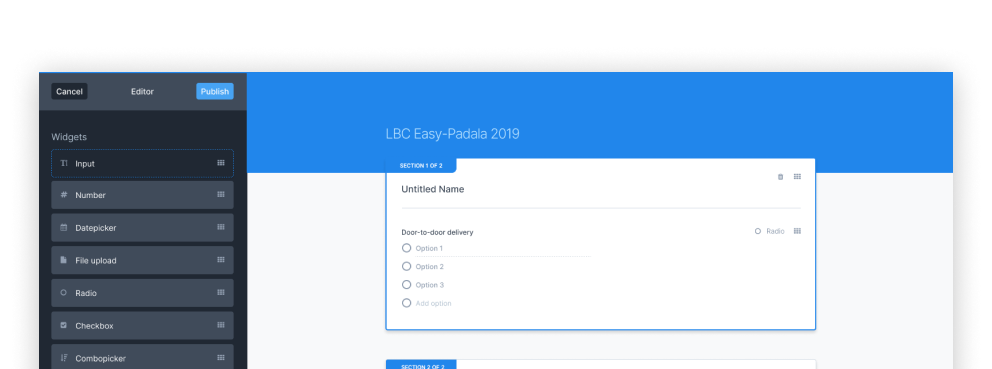 Cancel Editor Publish
Widgets
Input
Number
Datepicker
File upload
Radio
Checkbox
Combopicker
LBC Easy-Padala 2019
SECTION 1 OF 2
Untitled Name
Door-to-door delivery
Radio
Option 1
Option 2
Option 3
Add option
SECTION 2 OF 2